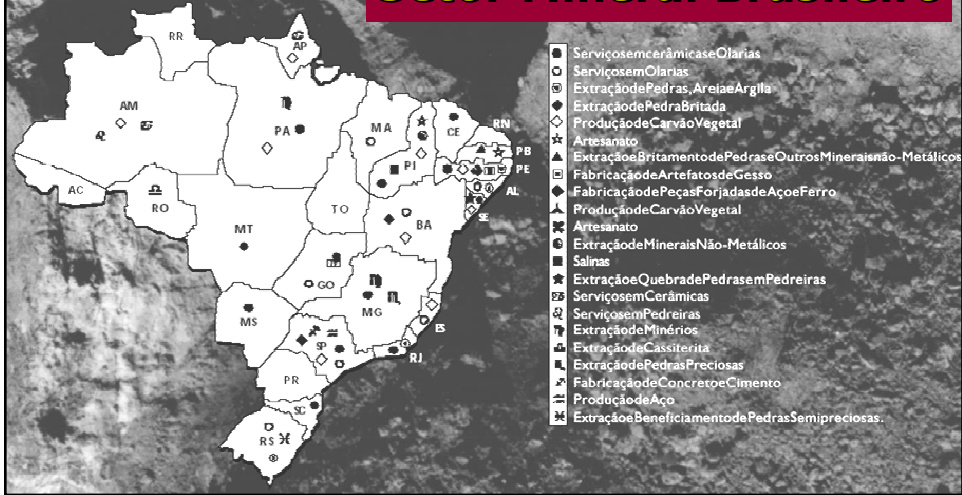 Setor Mineral Brasileiro
RR
AP
AM
PA
MA
CE
RN
PB
PE
AL
SE
PI
AC
RO
TO
BA
MT
GO
MG
ES
MS
SP
RJ
PR
SC
RS
ServiçosemcerâmicaseOlarias
ServiçosemOlarias
ExtraçãodePedras,AreiaeArgila
ExtraçãodePedraBritada
ProduçãodeCarvãoVegetal
Artesanato
ExtraçãoeBritamentodePedraseOutrosMineraisnão-Metálicos
FabricaçãodeArtefatosdeGesso
FabricaçãodePeçasForjadasdeAçoeFerro
ProduçãodeCarvãoVegetal
Artesanato
ExtraçãodeMineraisNão-Metálicos
Salinas
ExtraçãoeQuebradePedrasemPedreiras
ServiçosemCerâmicas
ServiçosemPedreiras
ExtraçãodeMinérios
ExtraçãodeCassiterita
ExtraçãodePedrasPreciosas
FabricaçãodeConcretoeCimento
ProduçãodeAço
ExtraçãoeBeneficiamentodePedrasSemipreciosas.